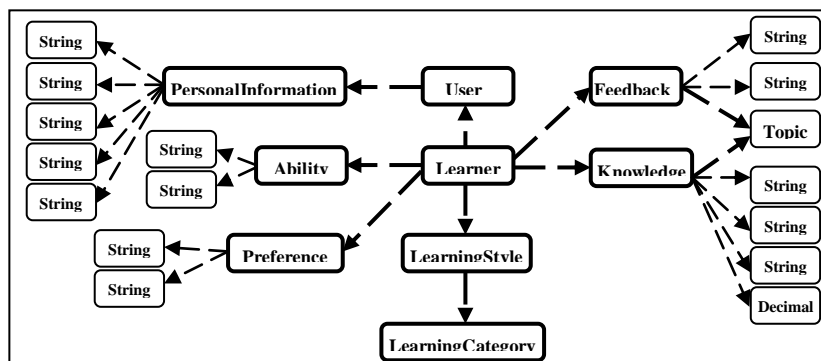 String
String
String
String
String
PersonalInformation
User
Feedback
String
String
Topic
String
String
Ability
Learner
Knowledge
String
String
String
Decimal
String
String
Preference
LearningStyle
LearningCategory